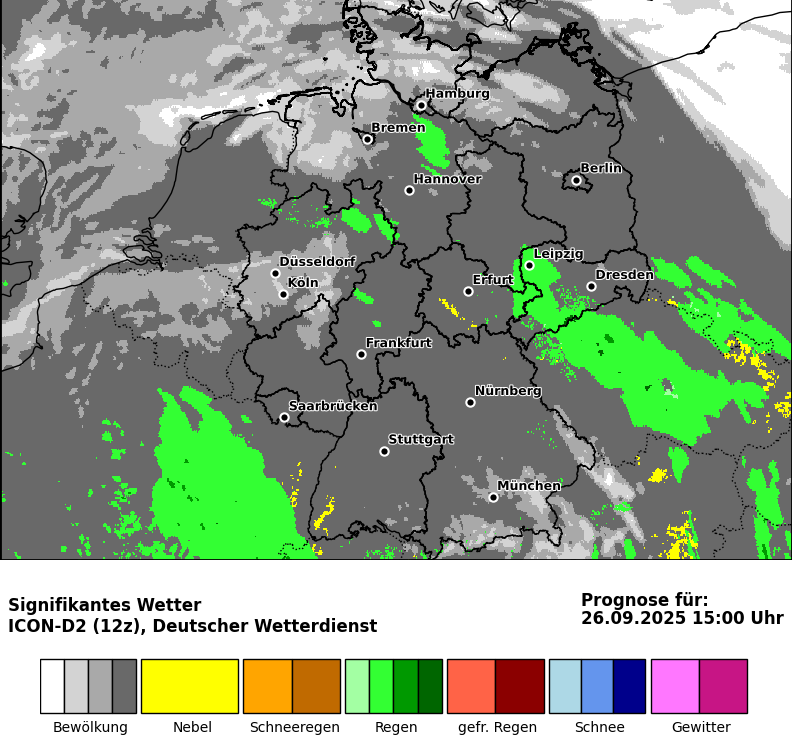 Hamburg
Bremen
Berlin
Hannover
Leipzig
Düsseldorf
Dresden
Köln
Erfurt
Frankfurt
Nürnberg
Saarbrücken
Stuttgart
München
Signifikantes Wetter
ICON-D2 (12z), Deutscher Wetterdienst
Prognose für:
26.09.2025 15:00 Uhr
Bewölkung Nebel Schneeregen Regen gefr. Regen Schnee Gewitter